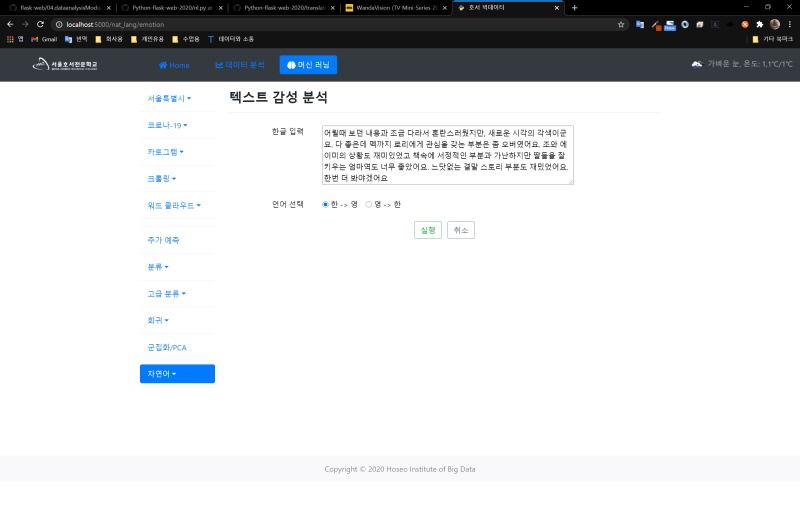 flask-web/04.dataanalysisModu
Python-flask-web-2020/nl.py at
Python-flask-web-2020/translat
WandaVision (TV Mini-Series 20
호서 빅데이터
localhost:5000/nat_lang/emotion
앱 Gmail 번역 회사용 개인유용 수업용 데이터와 소통 기타 북마크
서울호서전문학교
Home 데이터 분석 머신 러닝 가벼운 눈, 온도: 1,1℃/1℃
서울특별시
코로나-19
카토그램
크롤링
워드 클라우드
주가 예측
분류
고급 분류
회귀
군집화/PCA
자연어
텍스트 감성 분석
한글 입력
어릴때 보던 내용과 조금 다라서 혼란스러웠지만, 새로운 시각의 각색이군
요. 다 좋은데 맥까지 로리에게 관심을 갖는 부분은 좀 오버였어요. 조와 에
이미의 상황도 재미있었고 책속에 서정적인 부분과 가난하지만 딸들을 잘
키우는 엄마역도 너무 좋았어요. 느닷없는 결말 스토리 부분도 재밌었어요.
한번 더 봐야겠어요
언어 선택 한 -> 영 영 -> 한
실행 취소
Copyright © 2020 Hoseo Institute of Big Data